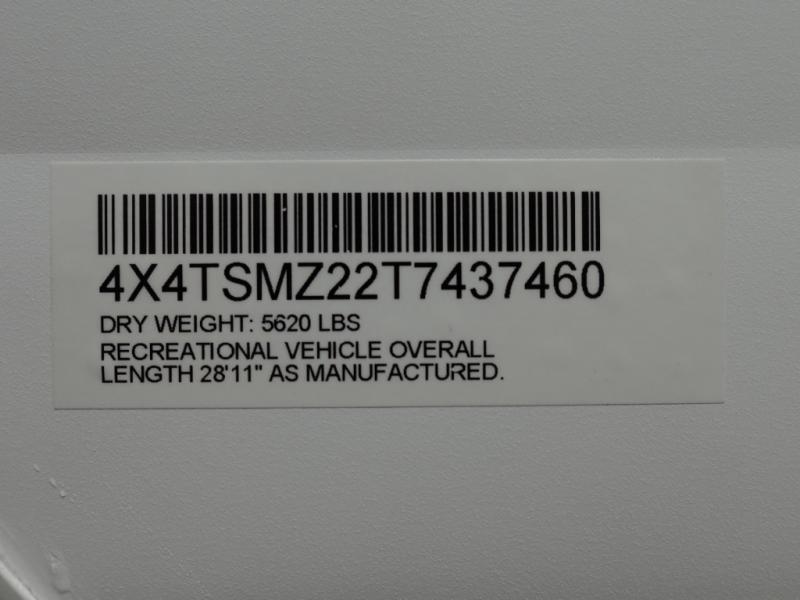 4X4TSMZ22T7437460
DRY WEIGHT: 5620 LBS
RECREATIONAL VEHICLE OVERALL
LENGTH 28'11" AS MANUFACTURED.